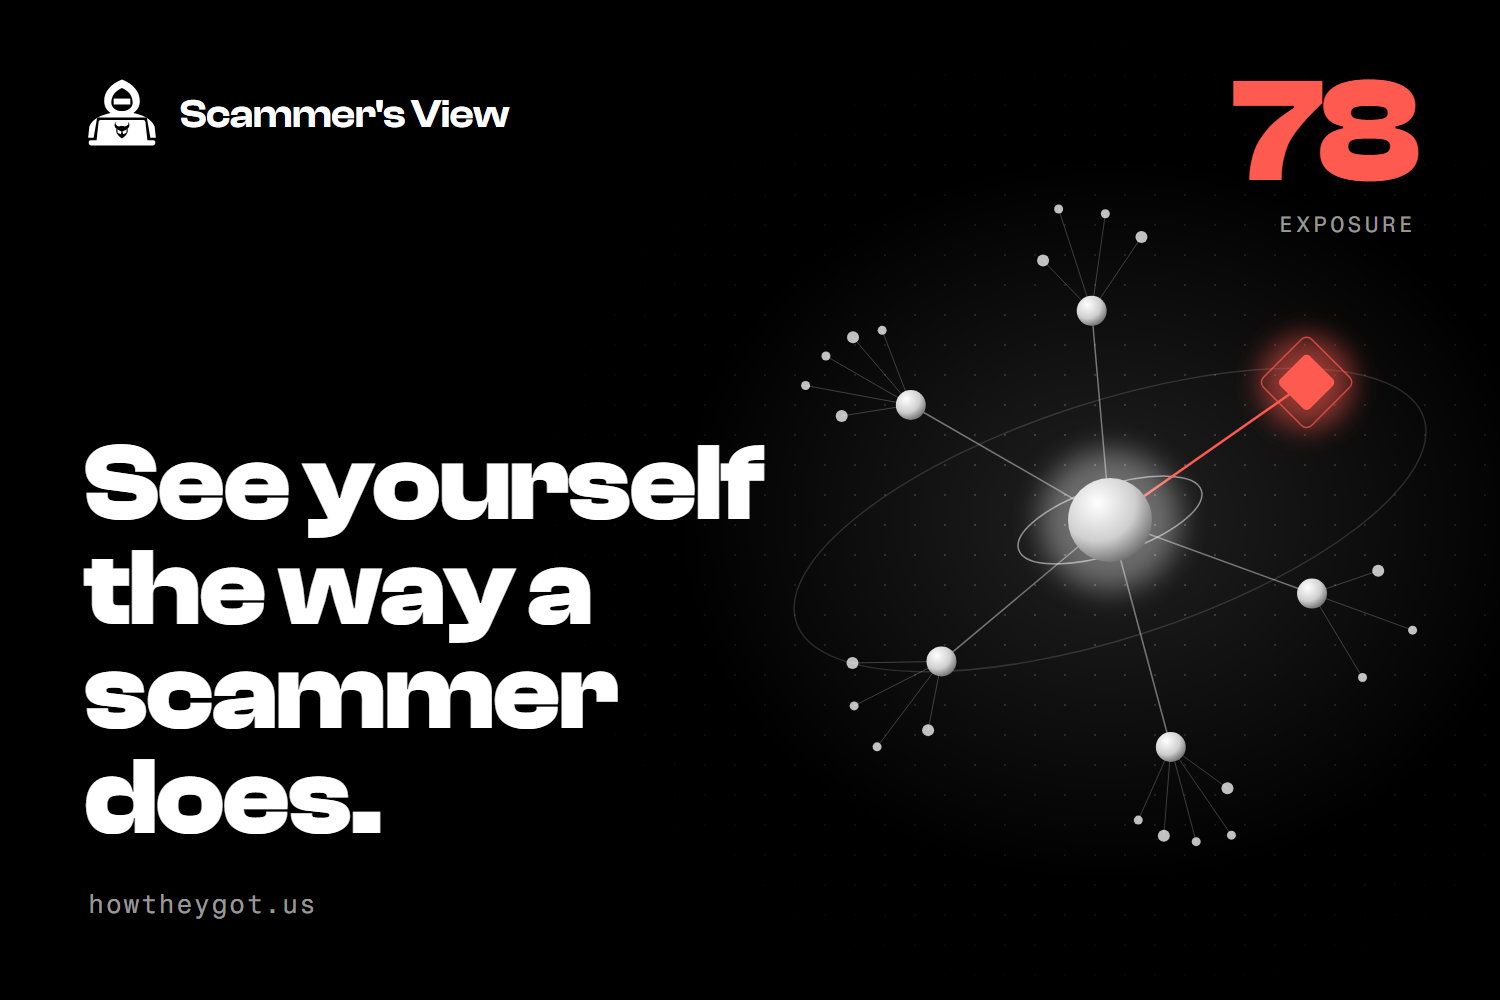 Scammer's View
78
EXPOSURE
See yourself
the way a
scammer
does.
howtheygot.us